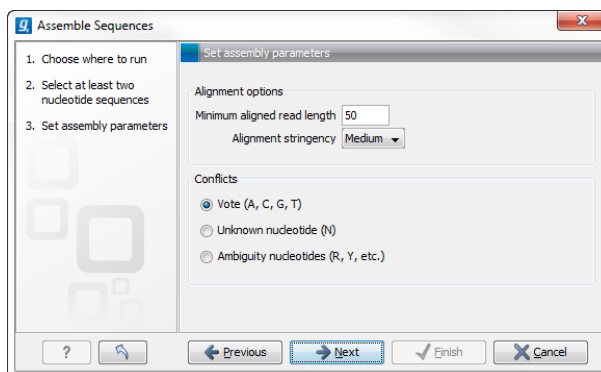 Assemble Sequences
1. Choose where to run
2. Select at least two
nucleotide sequences
3. Set assembly parameters
Set assembly parameters
Alignment options
Minimum aligned read length 50
Alignment stringency Medium
Conflicts
Vote (A, C, G, T)
Unknown nucleotide (N)
Ambiguity nucleotides (R, Y, etc.)
? Previous Next Finish Cancel